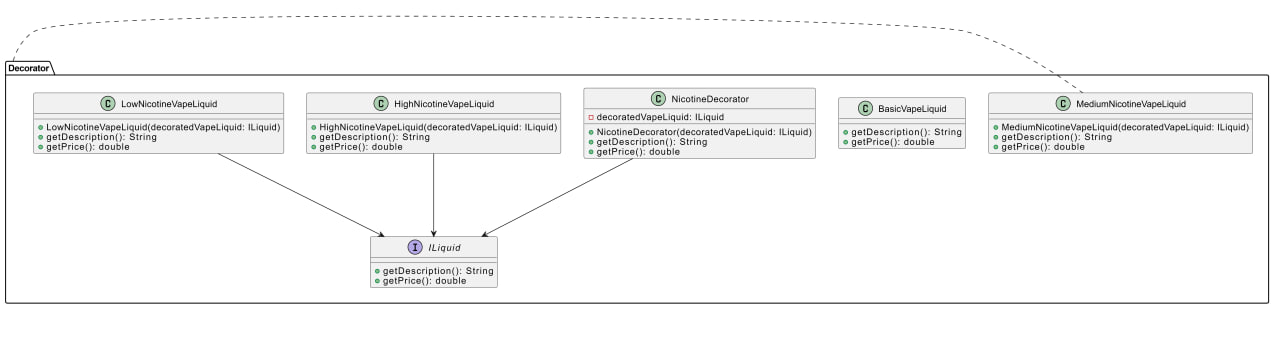 Decorator
C LowNicotineVapeLiquid
LowNicotineVapeLiquid(decoratedVapeLiquid: ILiquid)
getDescription(): String
getPrice(): double
C HighNicotineVapeLiquid
HighNicotineVapeLiquid(decoratedVapeLiquid: ILiquid)
getDescription(): String
getPrice(): double
C NicotineDecorator
decoratedVapeLiquid: ILiquid
NicotineDecorator(decoratedVapeLiquid: ILiquid)
getDescription(): String
getPrice(): double
C BasicVapeLiquid
getDescription(): String
getPrice(): double
C MediumNicotineVapeLiquid
MediumNicotineVapeLiquid(decoratedVapeLiquid: ILiquid)
getDescription(): String
getPrice(): double
I ILiquid
getDescription(): String
getPrice(): double